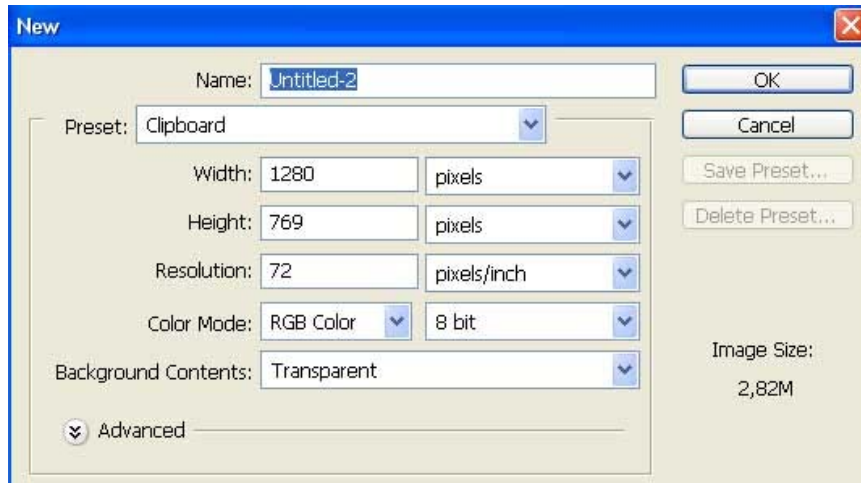 New
Name: Untitled-2
OK
Preset: Clipboard
Cancel
Width: 1280 pixels
Save Preset...
Height: 769 pixels
Delete Preset...
Resolution: 72 pixels/inch
Color Mode: RGB Color 8 bit
Image Size:
Background Contents: Transparent
2,82M
Advanced